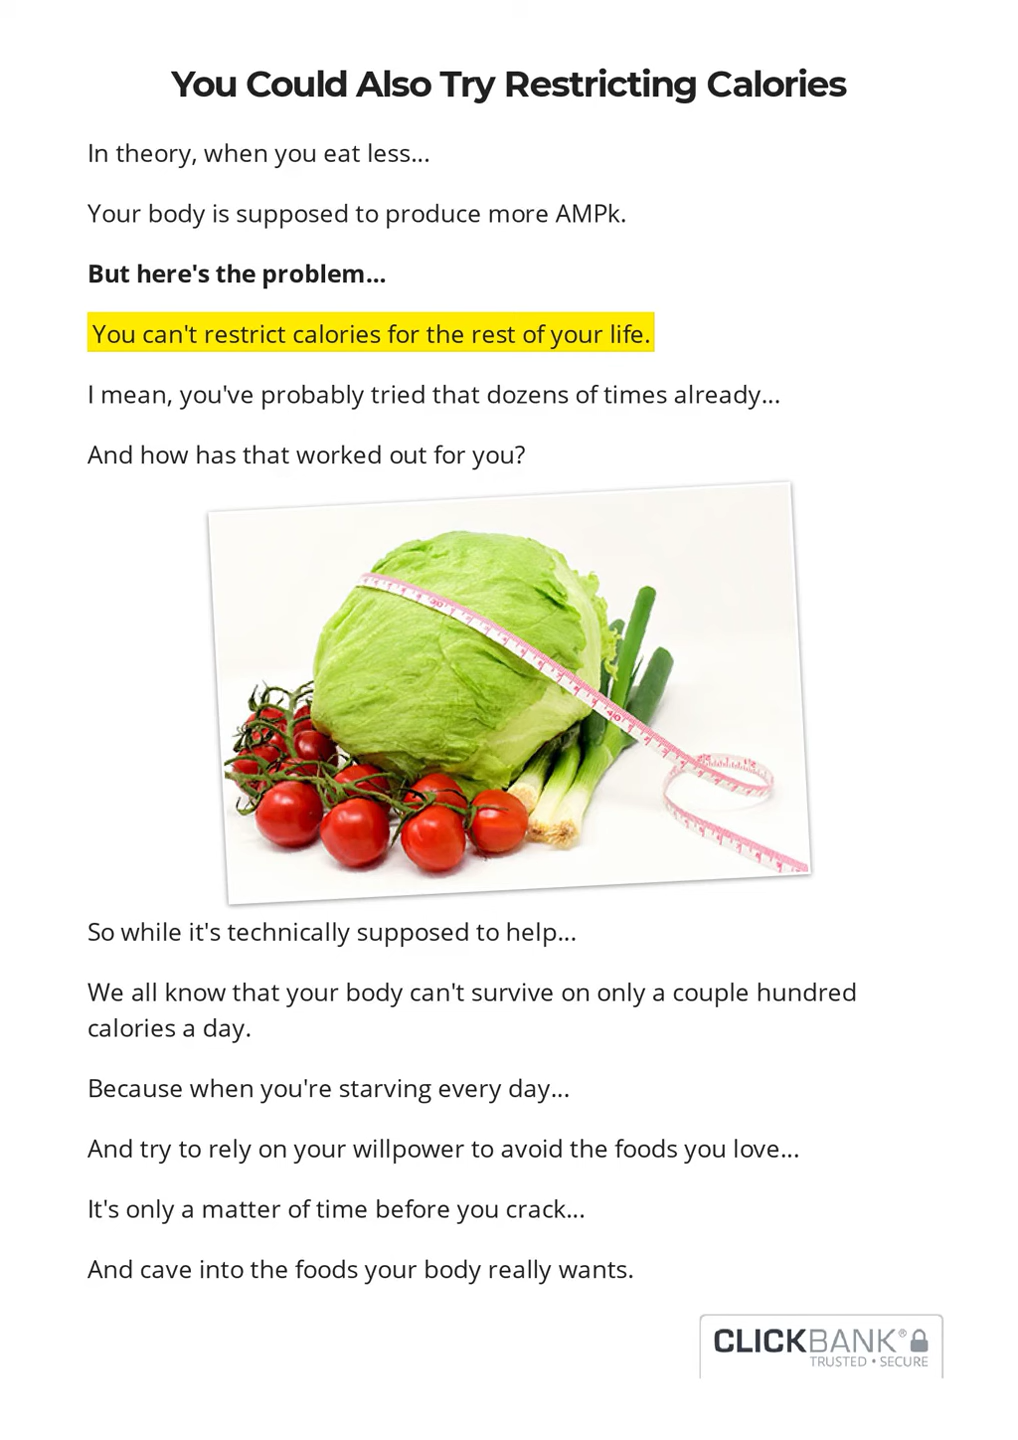 You Could Also Try Restricting Calories
In theory, when you eat less...
Your body is supposed to produce more AMPk.
But here's the problem...
You can't restrict calories for the rest of your life.
I mean, you've probably tried that dozens of times already...
And how has that worked out for you?
So while it's technically supposed to help...
We all know that your body can't survive on only a couple hundred
calories a day.
Because when you're starving every day...
And try to rely on your willpower to avoid the foods you love...
It's only a matter of time before you crack...
And cave into the foods your body really wants.
CLICKBANK®
TRUSTED • SECURE